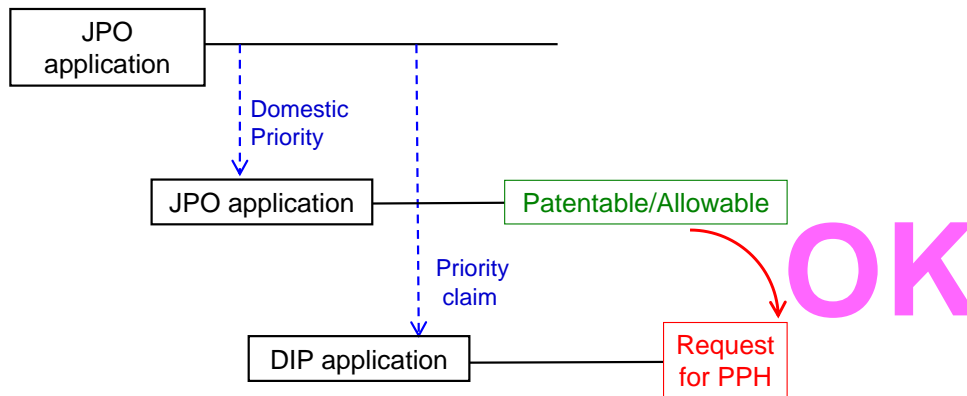 JPO
application
Domestic
Priority
JPO application
Patentable/Allowable
OK
Priority
claim
DIP application
Request
for PPH